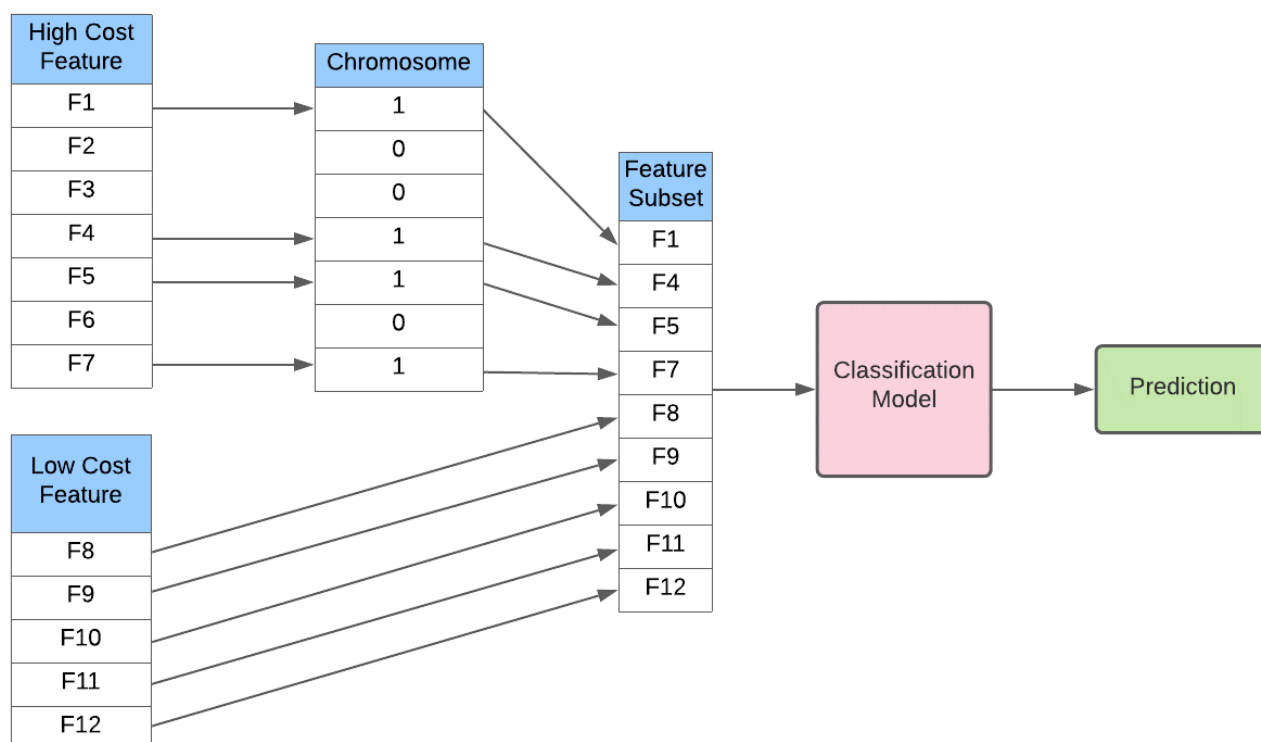 High Cost
Feature
F1
F2
F3
F4
F5
F6
F7
Chromosome
1
0
0
1
1
0
1
Low Cost
Feature
F8
F9
F10
F11
F12
Feature
Subset
F1
F4
F5
F7
F8
F9
F10
F11
F12
Classification
Model
Prediction